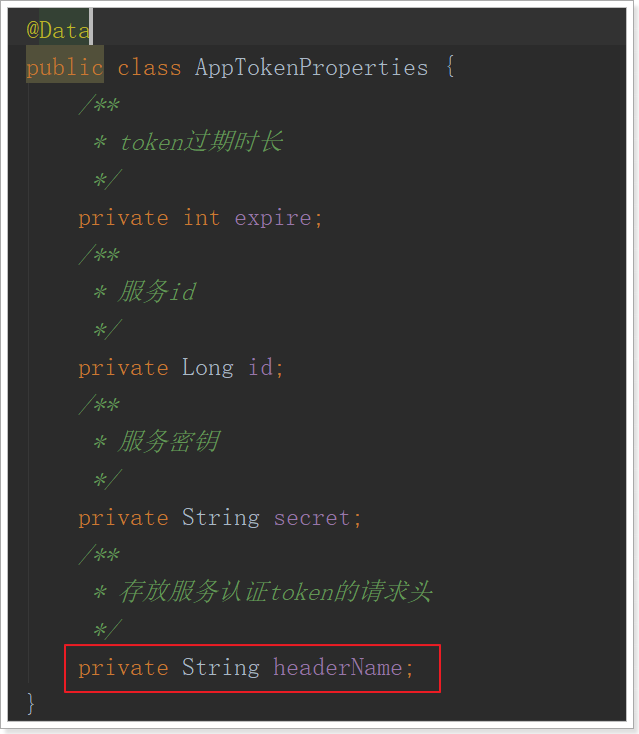 @Data
public class AppTokenProperties {
/**
* token过期时长
*/
private int expire;
/**
* 服务id
*/
private Long id;
/**
* 服务密钥
*/
private String secret;
/**
* 存放服务认证token的请求头
*/
private String headerName;
}